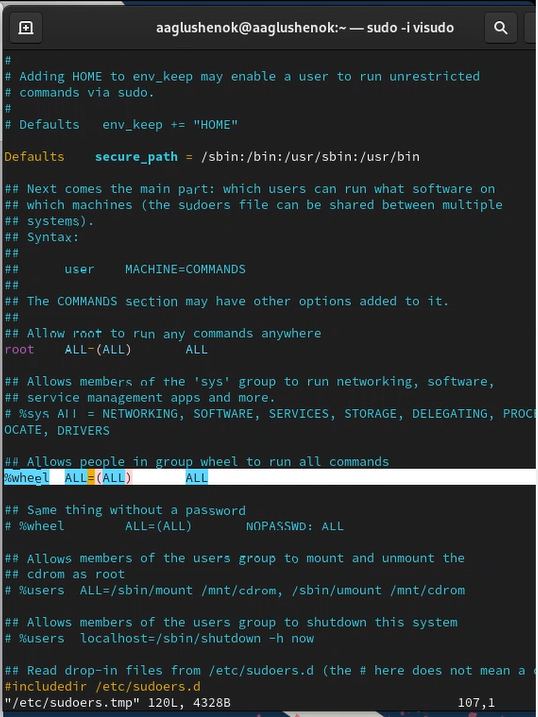 aaglushenok@aaglushenok:~ — sudo -i visudo
#
# Adding HOME to env_keep may enable a user to run unrestricted
# commands via sudo.
#
# Defaults   env_keep += "HOME"
Defaults    secure_path = /sbin:/bin:/usr/sbin:/usr/bin
## Next comes the main part: which users can run what software on
## which machines (the sudoers file can be shared between multiple
## systems).
## Syntax:
##
##      user    MACHINE=COMMANDS
##
## The COMMANDS section may have other options added to it.
##
## Allow root to run any commands anywhere
root    ALL=(ALL)       ALL
## Allows members of the 'sys' group to run networking, software,
## service management apps and more.
# %sys ALL = NETWORKING, SOFTWARE, SERVICES, STORAGE, DELEGATING, PROCE
OCATE, DRIVERS
## Allows people in group wheel to run all commands
%wheel  ALL=(ALL)       ALL
## Same thing without a password
# %wheel        ALL=(ALL)       NOPASSWD: ALL
## Allows members of the users group to mount and unmount the
## cdrom as root
# %users  ALL=/sbin/mount /mnt/cdrom, /sbin/umount /mnt/cdrom
## Allows members of the users group to shutdown this system
# %users  localhost=/sbin/shutdown -h now
## Read drop-in files from /etc/sudoers.d (the # here does not mean a c
#includedir /etc/sudoers.d
"/etc/sudoers.tmp" 120L, 4328B                              107,1